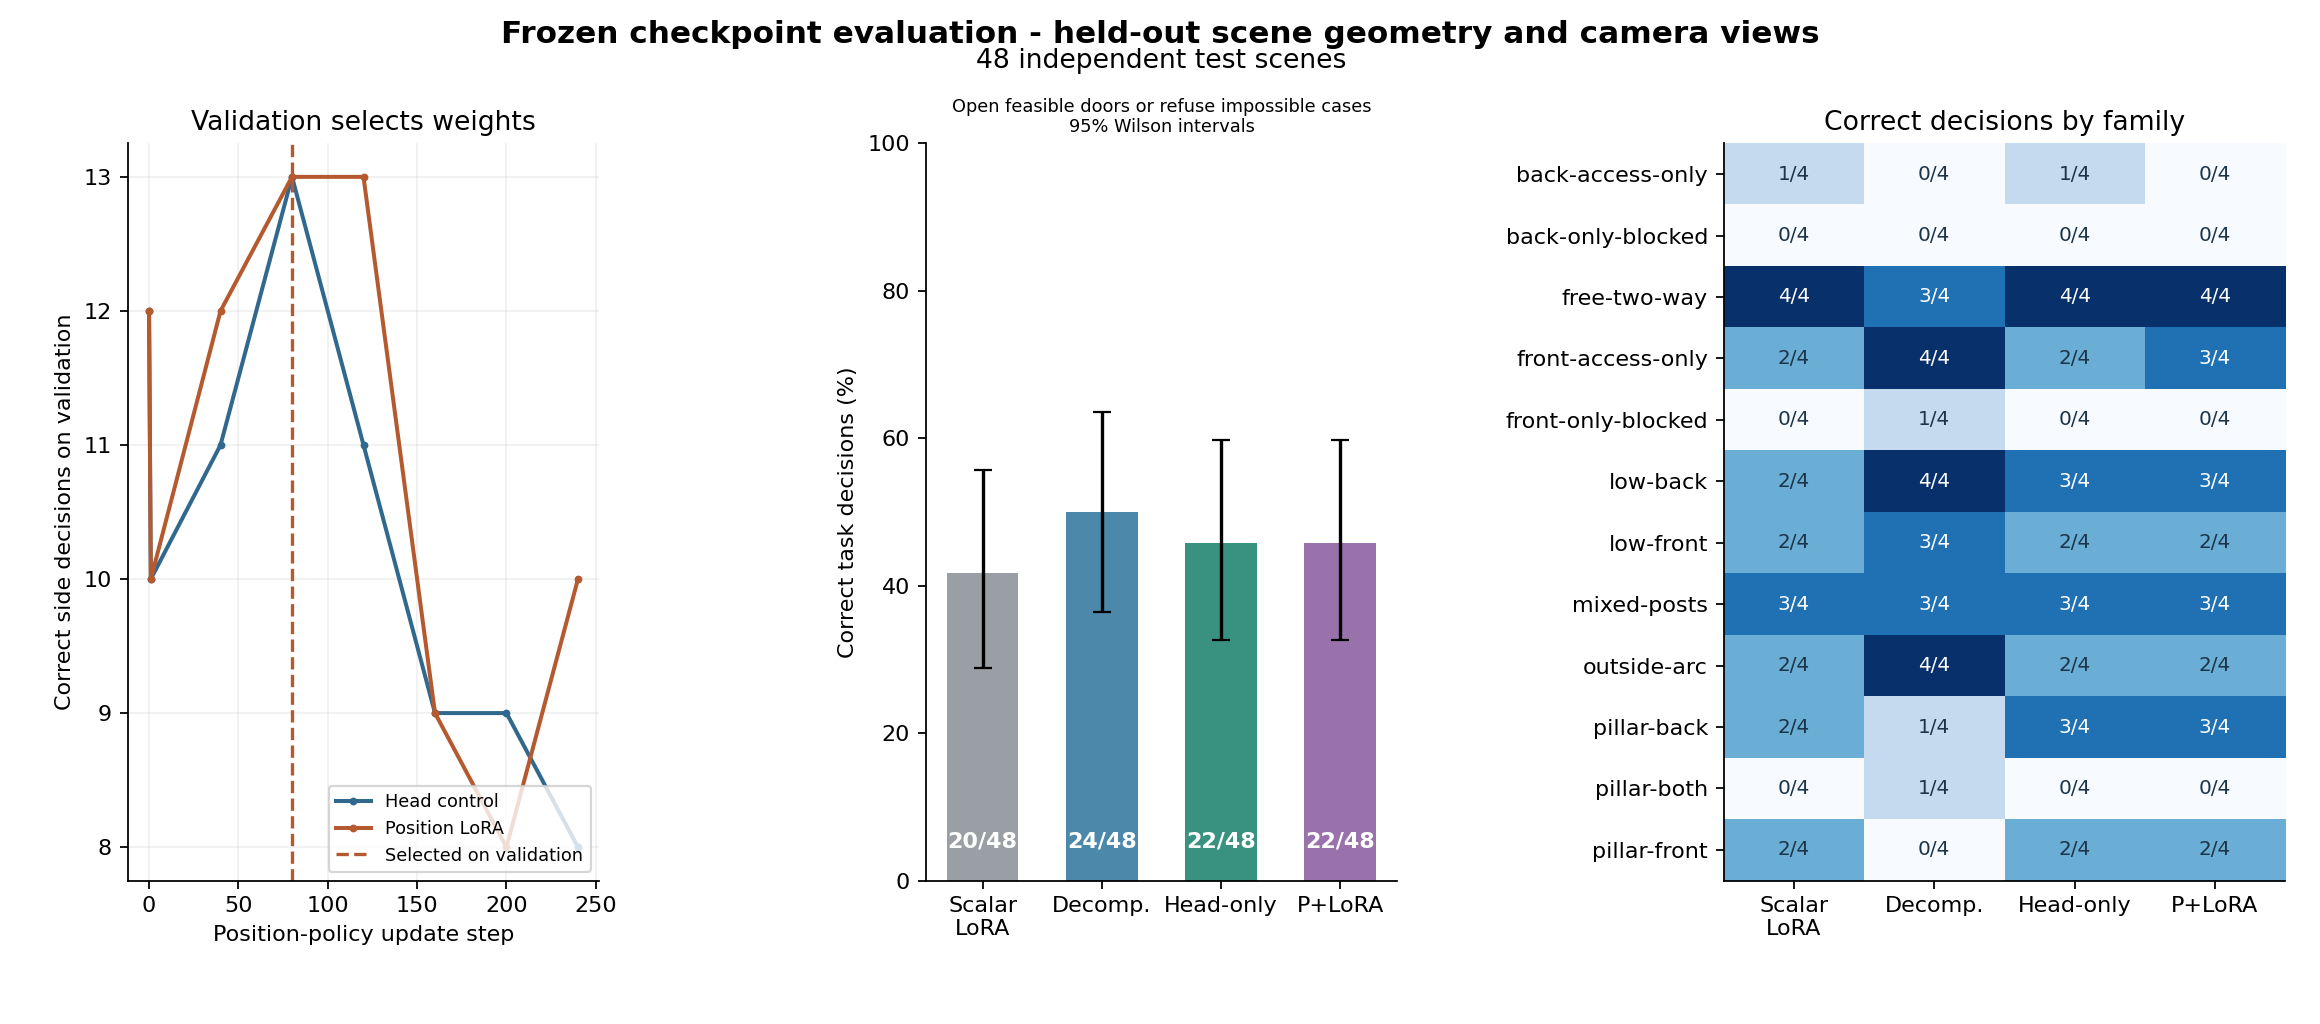 Frozen checkpoint evaluation - held-out scene geometry and camera views
48 independent test scenes
Validation selects weights
Correct side decisions on validation
13
12
11
10
9
8
Head control
Position LoRA
Selected on validation
0 50 100 150 200 250
Position-policy update step
Open feasible doors or refuse impossible cases
95% Wilson intervals
Correct task decisions (%)
100
80
60
40
20
0
20/48 24/48 22/48 22/48
Scalar LoRA Decomp. Head-only P+LoRA
Correct decisions by family
back-access-only 1/4 0/4 1/4 0/4
back-only-blocked 0/4 0/4 0/4 0/4
free-two-way 4/4 3/4 4/4 4/4
front-access-only 2/4 4/4 2/4 3/4
front-only-blocked 0/4 1/4 0/4 0/4
low-back 2/4 4/4 3/4 3/4
low-front 2/4 3/4 2/4 2/4
mixed-posts 3/4 3/4 3/4 3/4
outside-arc 2/4 4/4 2/4 2/4
pillar-back 2/4 1/4 3/4 3/4
pillar-both 0/4 1/4 0/4 0/4
pillar-front 2/4 0/4 2/4 2/4
Scalar LoRA Decomp. Head-only P+LoRA